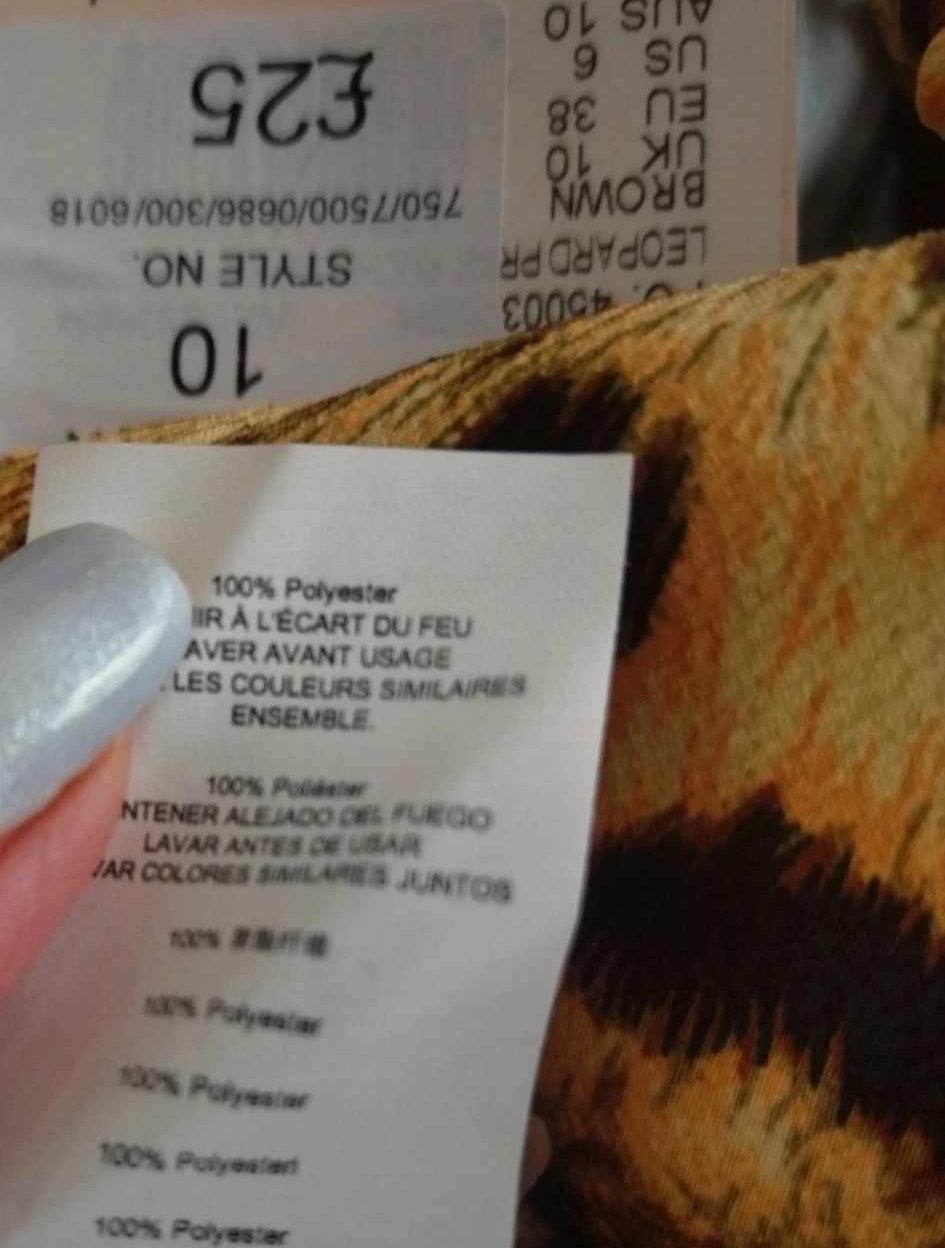 10
STYLE NO.
750/7500/0686/300/6018
£25
O. 45003
LEOPARD PR
BROWN
UK 10
EU 38
US 6
AUS 10
100% Polyester
IR À L'ÉCART DU FEU
AVER AVANT USAGE
LES COULEURS SIMILAIRES
ENSEMBLE.
100% Poliéster
NTENER ALEJADO DEL FUEGO
LAVAR ANTES DE USAR
VAR COLORES SIMILARES JUNTOS
100%
100% Polyester
100% Polyester
100% Polyesteri
100% Polyester